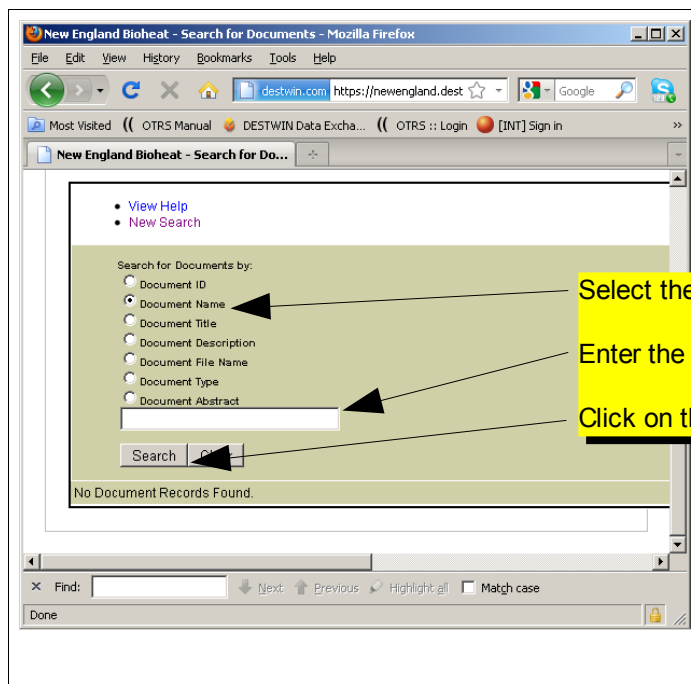 New England Bioheat - Search for Documents - Mozilla Firefox
File Edit View History Bookmarks Tools Help
destwin.com https://newengland.dest Google
Most Visited OTRS Manual DESTWIN Data Excha... OTRS :: Login [INT] Sign in »
New England Bioheat - Search for Do...
View Help
New Search
Search for Documents by:
Document ID
Document Name
Document Title
Document Description
Document File Name
Document Type
Document Abstract
Select the
Enter the
Click on th
Search
No Document Records Found.
× Find: Next Previous Highlight all Match case
Done